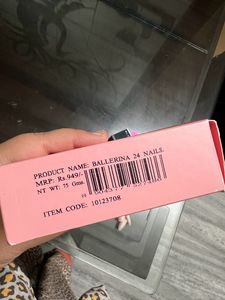 PRODUCT NAME: BALLERINA 24 NAILS
MRP: Rs.949/-
NT WT: 75 Gms.
ITEM CODE: 10123708